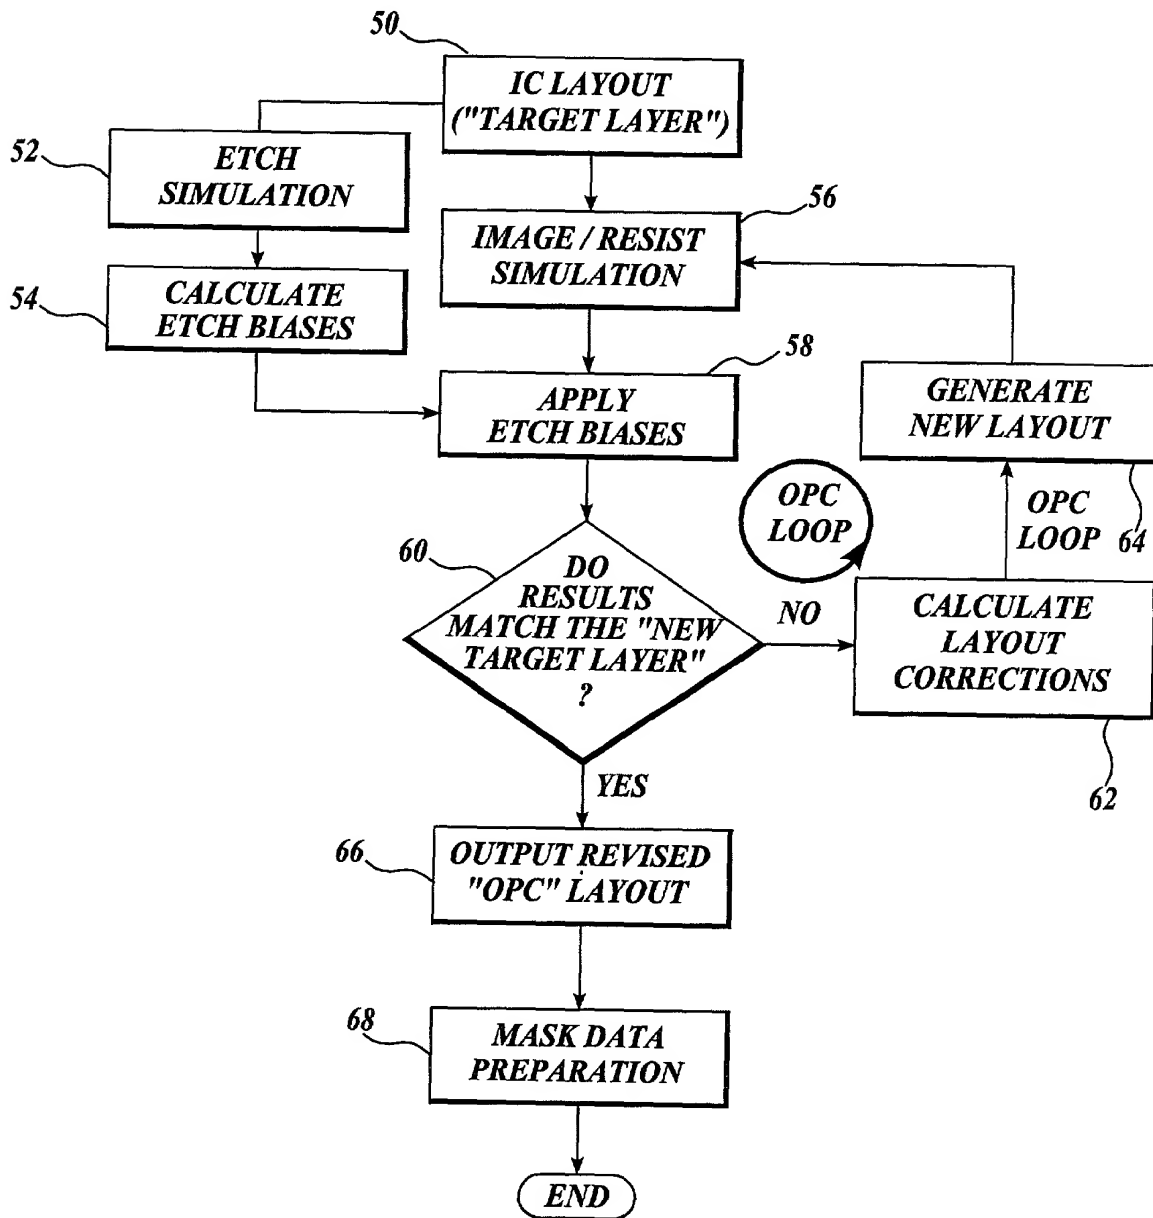 50
IC LAYOUT
("TARGET LAYER")
52
ETCH
SIMULATION
56
IMAGE / RESIST
SIMULATION
54
CALCULATE
ETCH BIASES
58
APPLY
ETCH BIASES
GENERATE
NEW LAYOUT
64
OPC
LOOP
OPC
LOOP
60
DO
RESULTS
MATCH THE "NEW
TARGET LAYER"
?
NO
CALCULATE
LAYOUT
CORRECTIONS
62
YES
66
OUTPUT REVISED
"OPC" LAYOUT
68
MASK DATA
PREPARATION
END